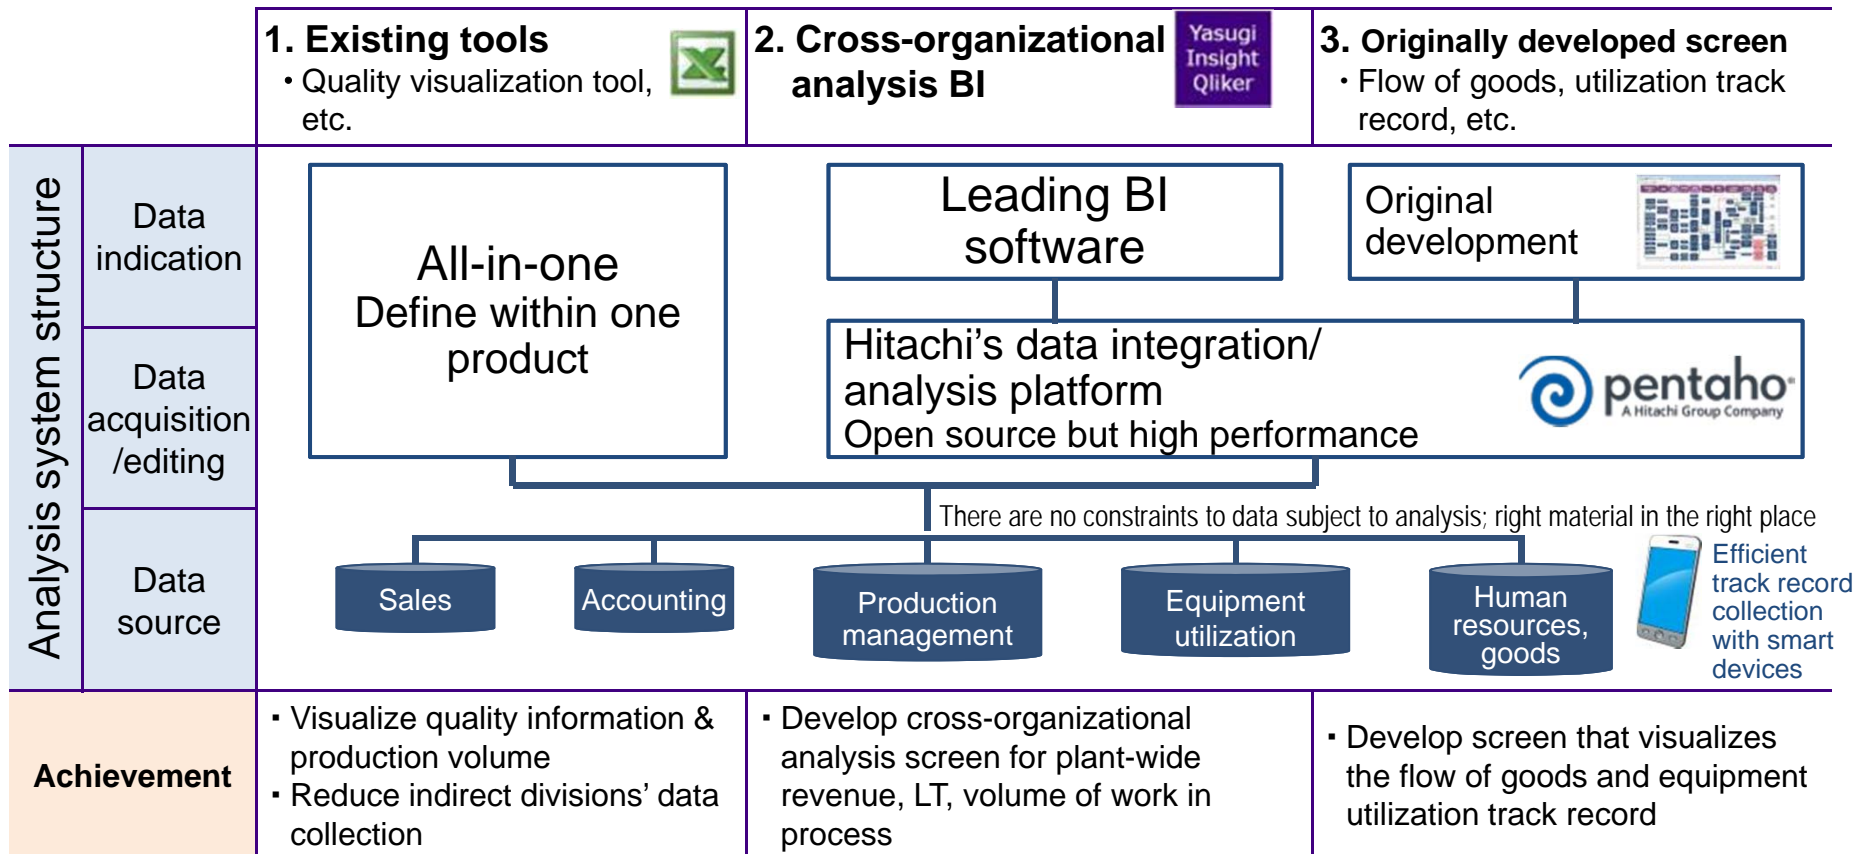 1. Existing tools
・Quality visualization tool,
etc.
2. Cross-organizational
analysis BI
Yasugi
Insight
Qliker
3. Originally developed screen
・Flow of goods, utilization track
record, etc.
Analysis system structure
Data
indication
All-in-one
Define within one
product
Leading BI
software
Original
development
Data
acquisition
/editing
Hitachi’s data integration/
analysis platform
Open source but high performance
pentaho
A Hitachi Group Company
There are no constraints to data subject to analysis; right material in the right place
Data
source
Sales
Accounting
Production
management
Equipment
utilization
Human
resources,
goods
Efficient
track record
collection
with smart
devices
Achievement
▪ Visualize quality information &
production volume
▪ Reduce indirect divisions’ data
collection
▪ Develop cross-organizational
analysis screen for plant-wide
revenue, LT, volume of work in
process
▪ Develop screen that visualizes
the flow of goods and equipment
utilization track record